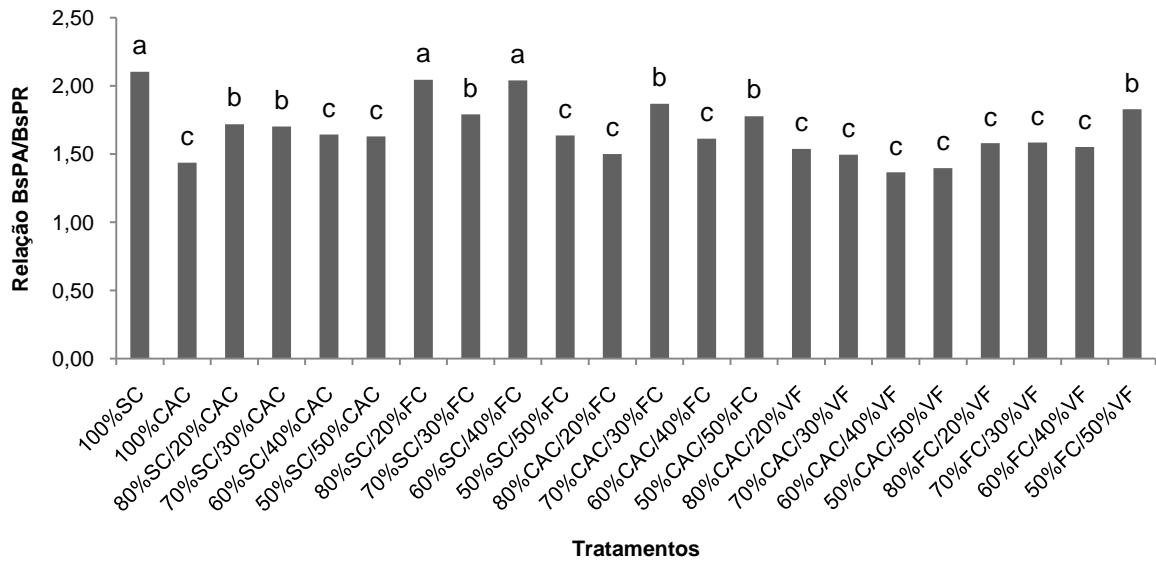 Relação BsPA/BsPR
2,50
2,00
1,50
1,00
0,50
0,00
a
c
b
b
c
c
a
b
a
c
c
b
c
b
c
c
c
c
c
c
c
b
100%SC
100%CAC
80%SC/20%CAC
70%SC/30%CAC
60%SC/40%CAC
50%SC/50%CAC
80%SC/20%FC
70%SC/30%FC
60%SC/40%FC
50%SC/50%FC
80%CAC/20%FC
70%CAC/30%FC
60%CAC/40%FC
50%CAC/50%FC
80%CAC/20%VF
70%CAC/30%VF
60%CAC/40%VF
50%CAC/50%VF
80%FC/20%VF
70%FC/30%VF
60%FC/40%VF
50%FC/50%VF
Tratamentos